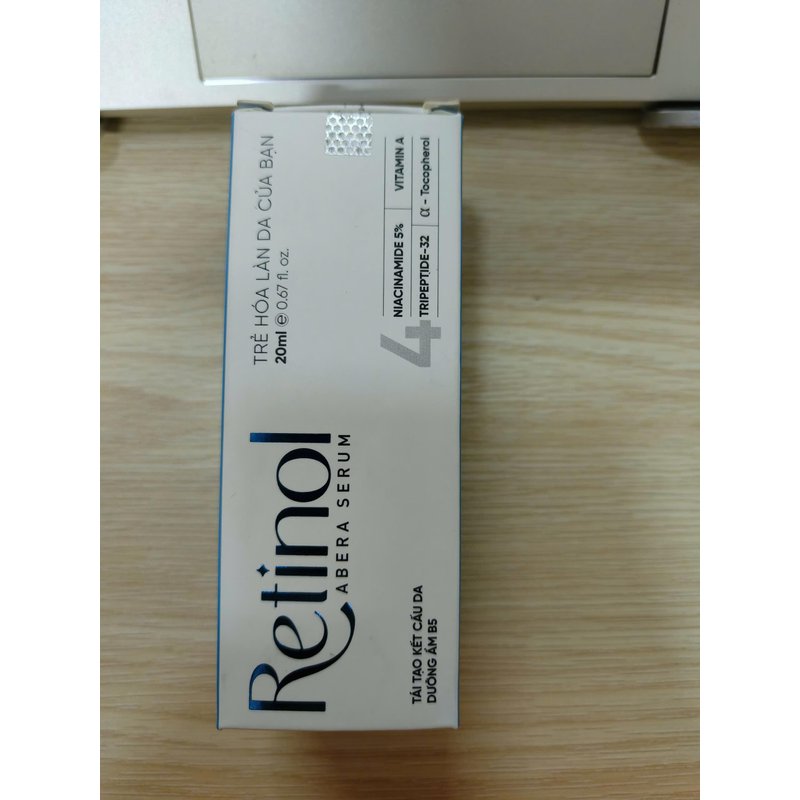 Retinol
ABERA SERUM
TRẺ HÓA LÀN DA CỦA BẠN
20ml ℮ 0.67 fl. oz.
TÁI TẠO KẾT CẤU DA
DƯỠNG ẨM B5
4
NIACINAMIDE 5% VITAMIN A
TRIPEPTIDE-32 α - Tocopherol